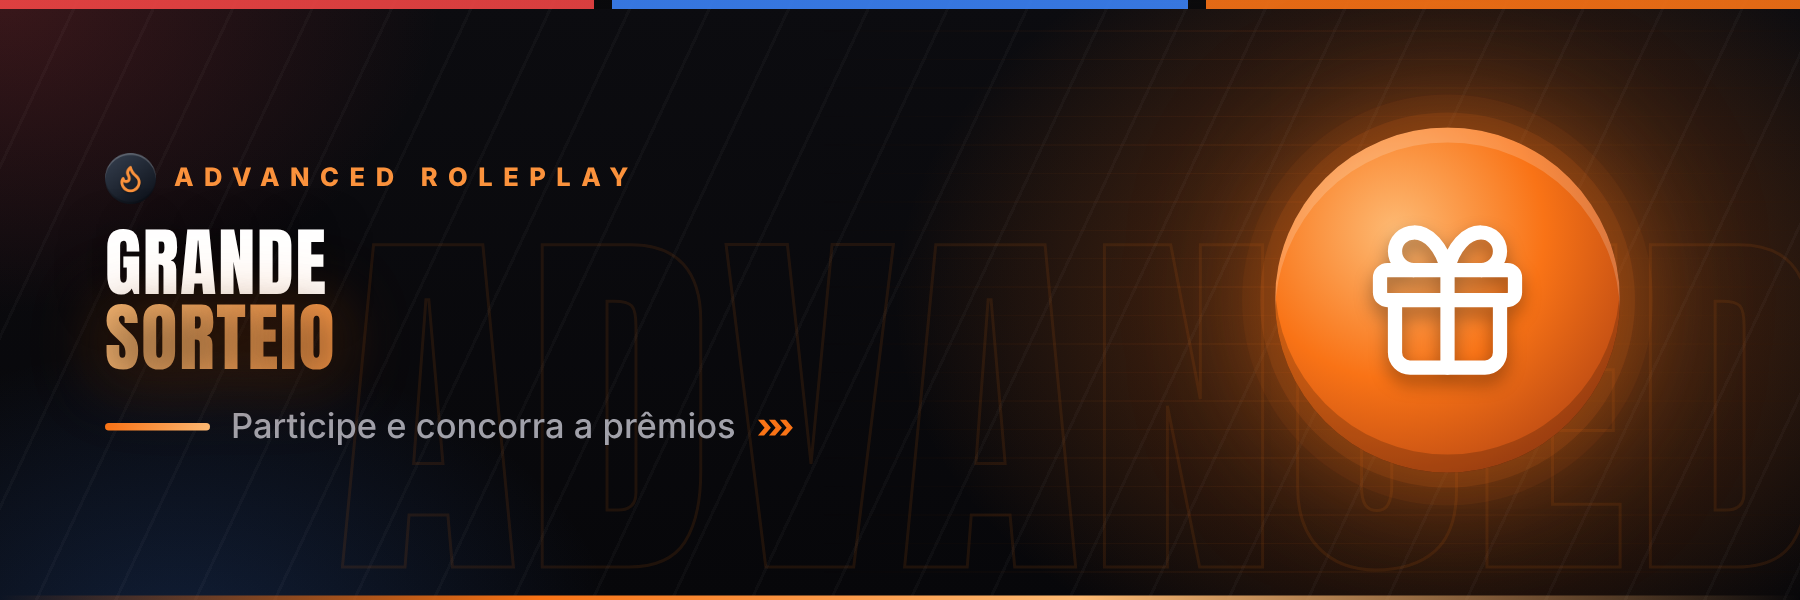 ADVANCED ROLEPLAY
GRANDE
SORTEIO
Participe e concorra a prêmios
ADVANCED